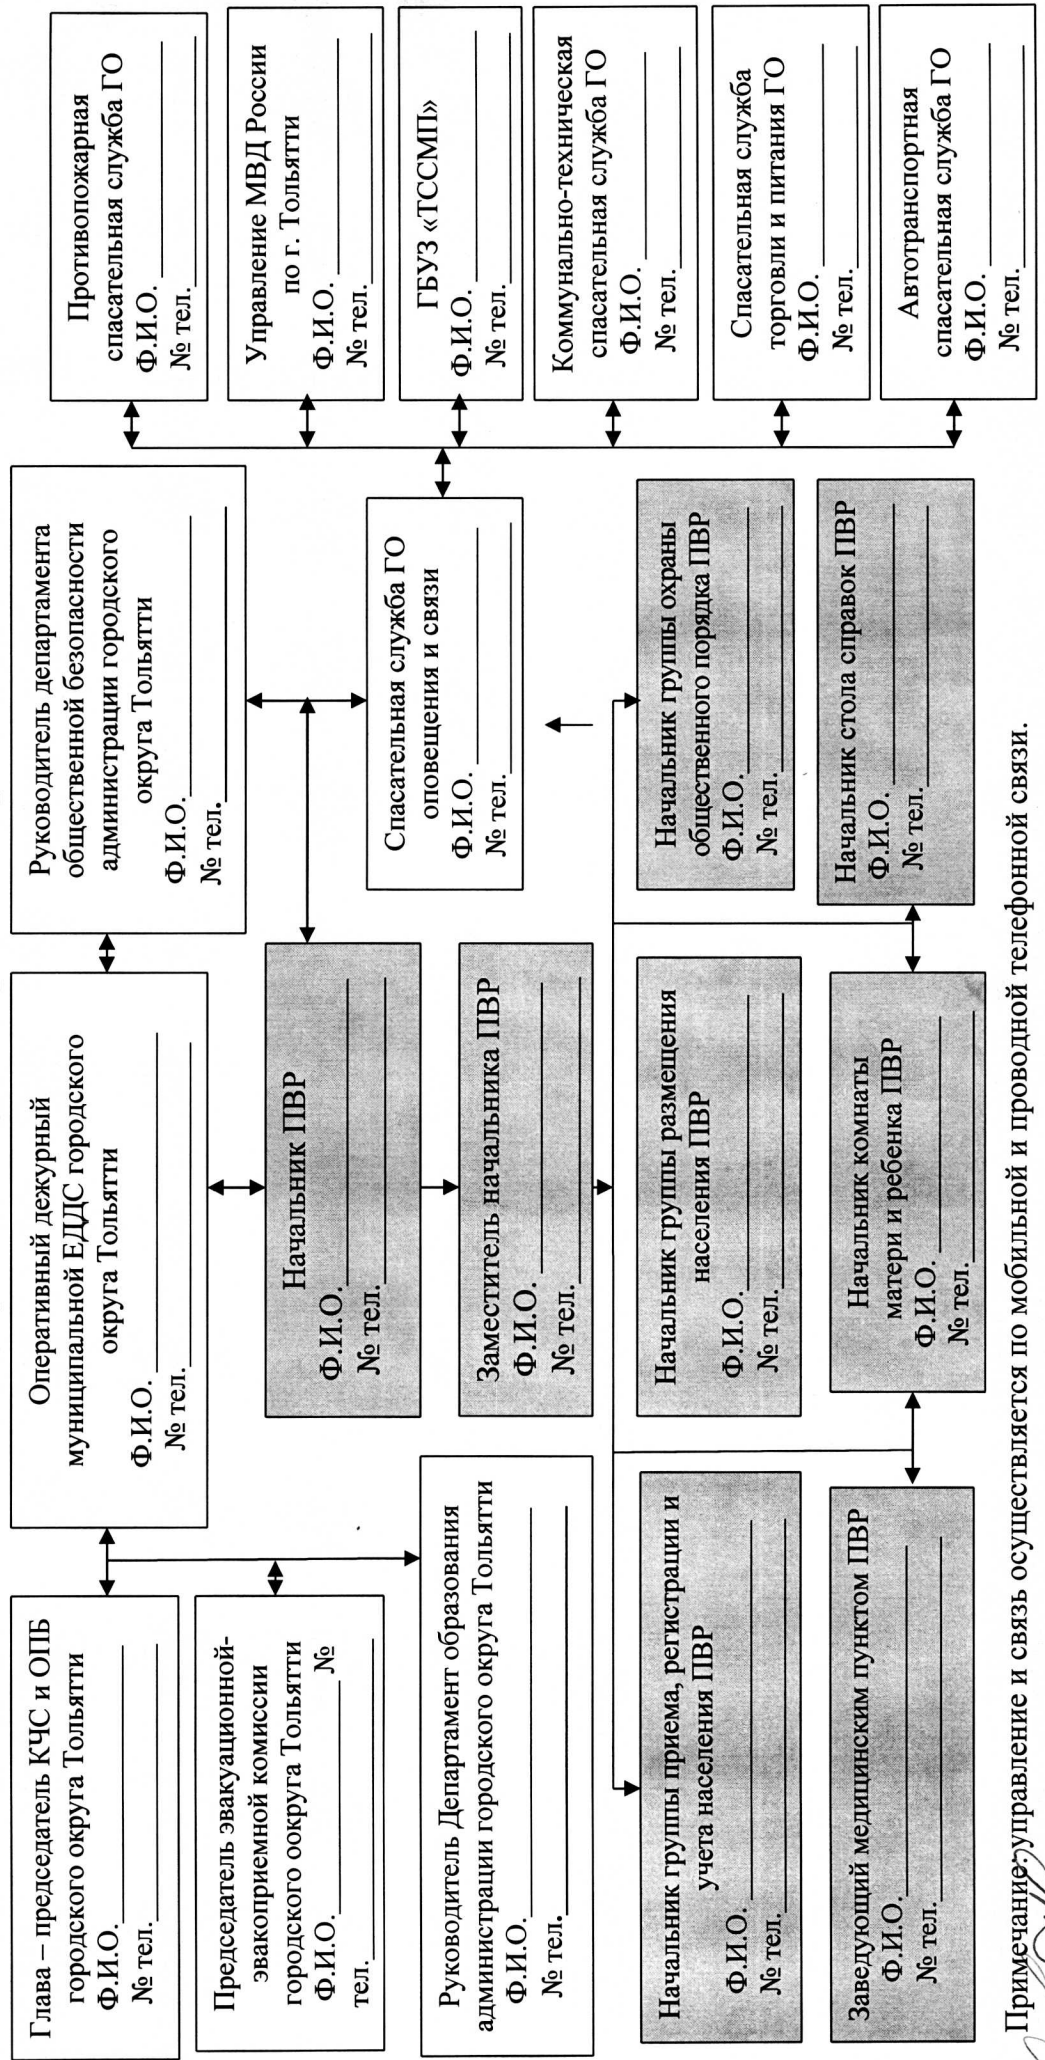 Глава – председатель КЧС и ОПБ
городского округа Тольятти
Ф.И.О.
№ тел.
Председатель эвакуационной-
эвакоприемной комиссии
городского оокруга Тольятти
Ф.И.О. №
тел.
Руководитель Департамент образования
администрации городского округа Тольятти
Ф.И.О.
№ тел.
Оперативный дежурный
муниципальной ЕДДС городского
округа Тольятти
Ф.И.О.
№ тел.
Руководитель департамента
общественной безопасности
администрации городского
округа Тольятти
Ф.И.О.
№ тел.
Начальник ПВР
Ф.И.О.
№ тел.
Заместитель начальника ПВР
Ф.И.О.
№ тел.
Спасательная служба ГО
оповещения и связи
Ф.И.О.
№ тел.
Противопожарная
спасательная служба ГО
Ф.И.О.
№ тел.
Управление МВД России
по г. Тольятти
Ф.И.О.
№ тел.
ГБУЗ «ТССМП»
Ф.И.О.
№ тел.
Коммунально-техническая
спасательная служба ГО
Ф.И.О.
№ тел.
Спасательная служба
торговли и питания ГО
Ф.И.О.
№ тел.
Автотранспортная
спасательная служба ГО
Ф.И.О.
№ тел.
Начальник группы приема, регистрации и
учета населения ПВР
Ф.И.О.
№ тел.
Начальник группы размещения
населения ПВР
Ф.И.О.
№ тел.
Начальник группы охраны
общественного порядка ПВР
Ф.И.О.
№ тел.
Заведующий медицинским пунктом ПВР
Ф.И.О.
№ тел.
Начальник комнаты
матери и ребенка ПВР
Ф.И.О.
№ тел.
Начальник стола справок ПВР
Ф.И.О.
№ тел.
Примечание: управление и связь осуществляется по мобильной и проводной телефонной связи.